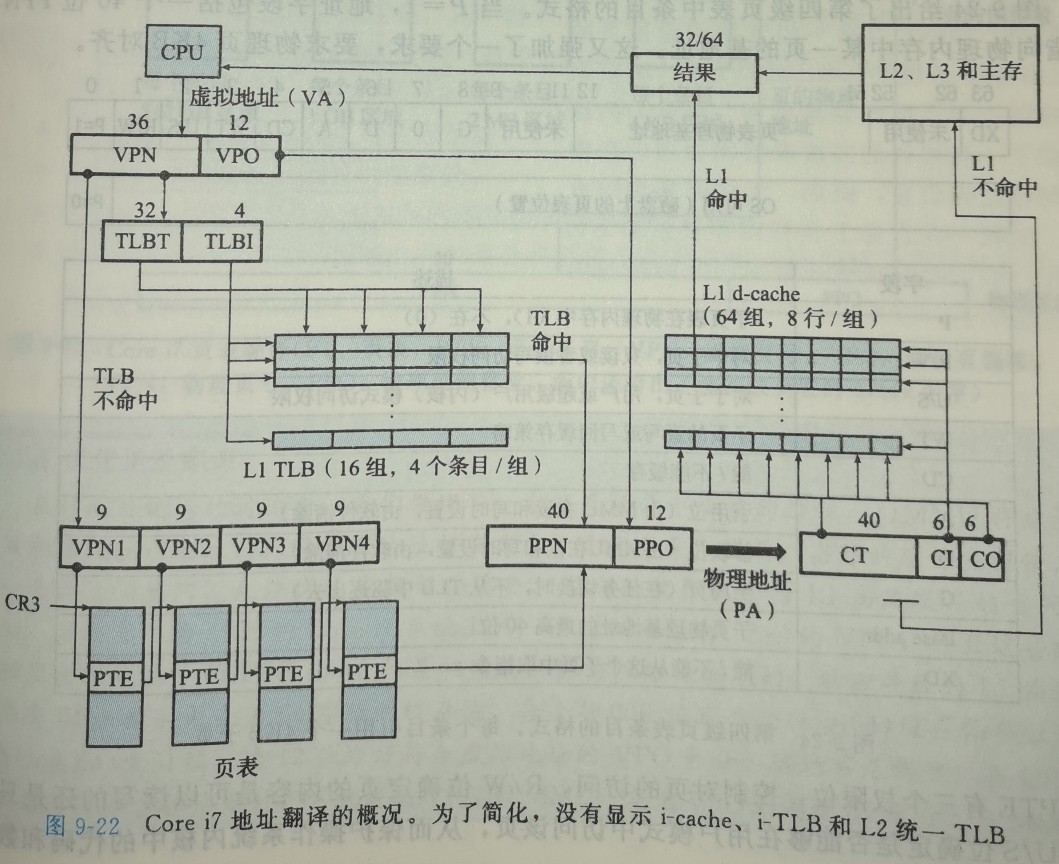 CPU
32/64
结果
L2、L3 和主存
虚拟地址（VA）
36 12
VPN VPO
L1
命中
L1
不命中
32 4
TLBT TLBI
TLB
命中
L1 d-cache
（64 组，8 行/组）
TLB
不命中
L1 TLB（16 组，4 个条目/组）
9 9 9 9
VPN1 VPN2 VPN3 VPN4
40 12
PPN PPO
物理地址
（PA）
40 6 6
CT CI CO
CR3
PTE PTE PTE PTE
页表
图 9-22 Core i7 地址翻译的概况。为了简化，没有显示 i-cache、i-TLB 和 L2 统一 TLB